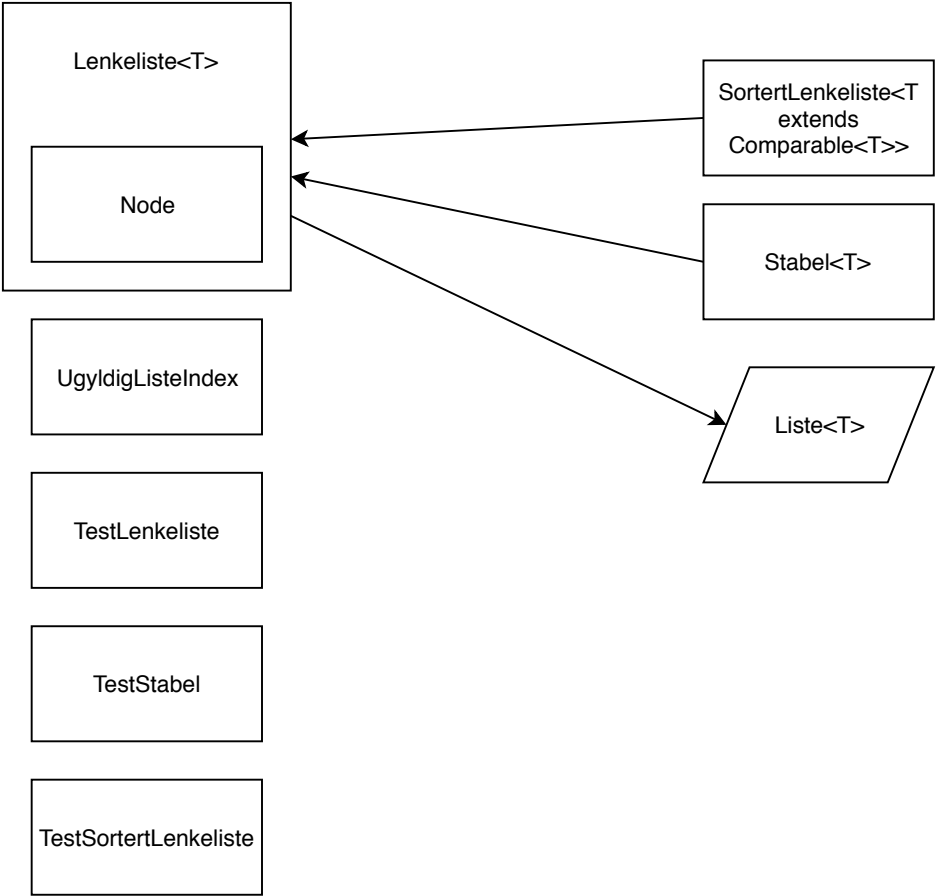 Lenkeliste<T>
Node
SortertLenkeliste<T
extends
Comparable<T>>
Stabel<T>
Liste<T>
UgyldigListeIndex
TestLenkeliste
TestStabel
TestSortertLenkeliste